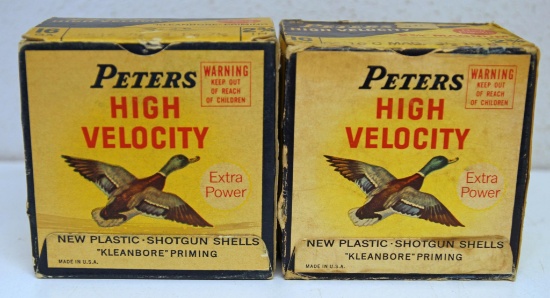 16
PETERS
WARNING
KEEP OUT
OF REACH
OF CHILDREN
HIGH
VELOCITY
Extra
Power
NEW PLASTIC·SHOTGUN SHELLS
"KLEANBORE" PRIMING
MADE IN U.S.A.
HIGH VELOCITY
PETERS
WARNING
KEEP OUT
OF REACH
OF CHILDREN
HIGH
VELOCITY
Extra
Power
NEW PLASTIC·SHOTGUN SHELLS
"KLEANBORE" PRIMING
MADE IN U.S.A.